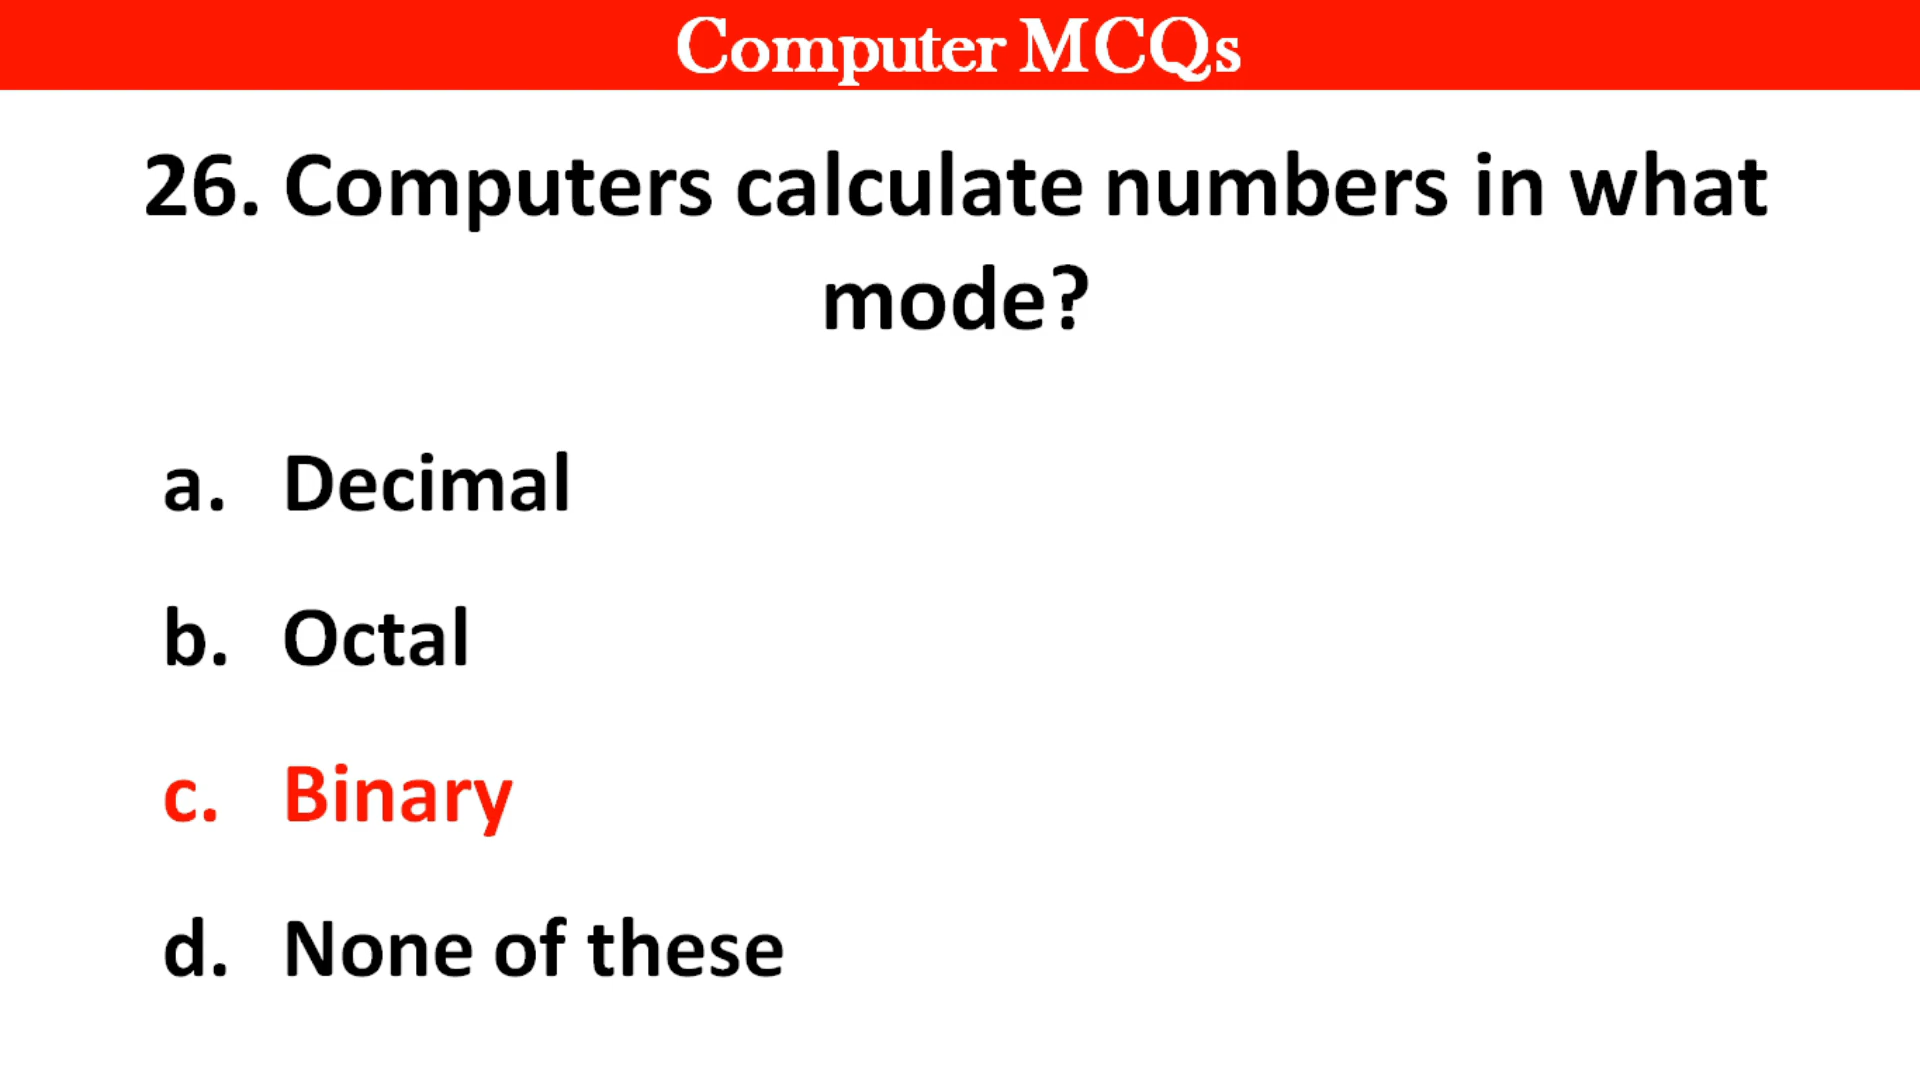 Computer MCQs
26. Computers calculate numbers in what
mode?
a. Decimal
b. Octal
c. Binary
d. None of these